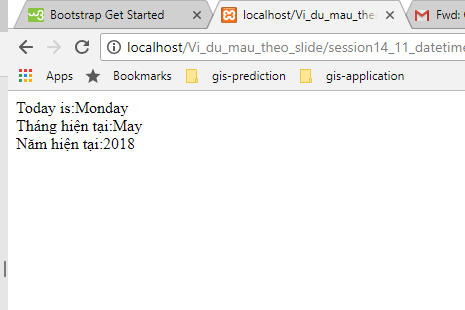 Bootstrap Get Started
localhost/Vi_du_mau_the
Fwd:
localhost/Vi_du_mau_theo_slide/session14_11_datetime
Apps
Bookmarks
gis-prediction
gis-application
Today is:Monday
Tháng hiện tại:May
Năm hiện tại:2018